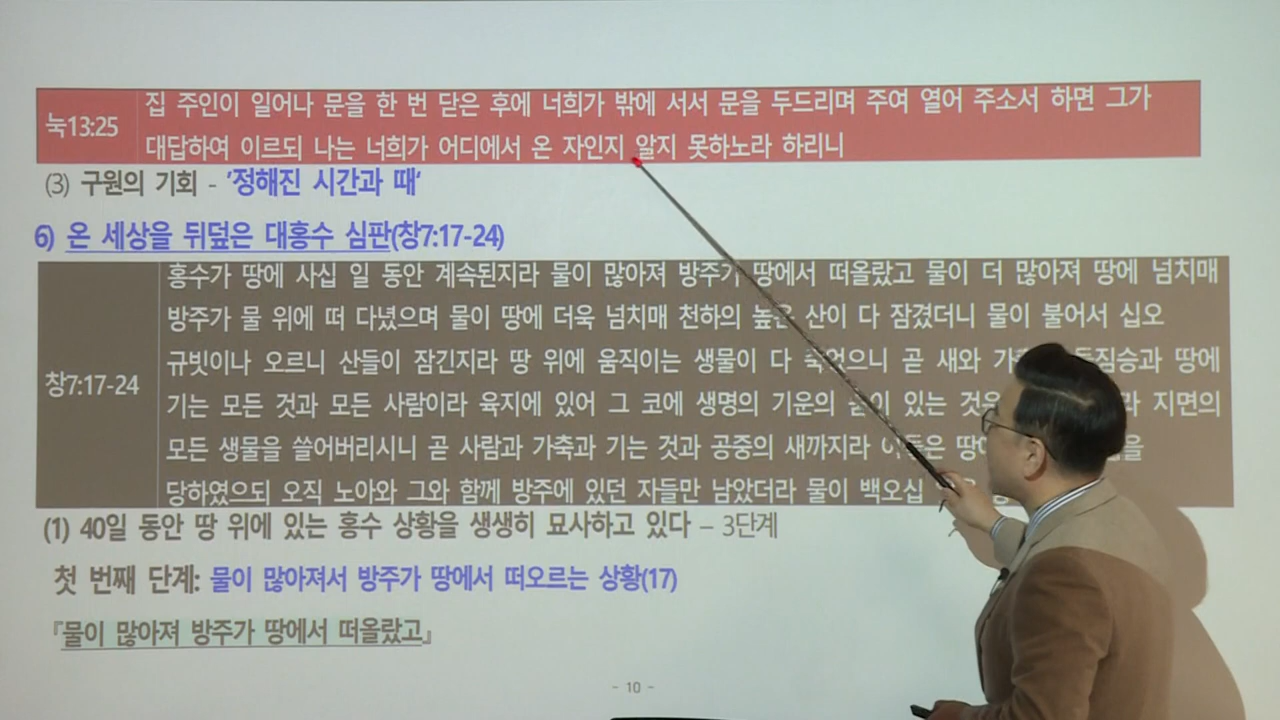 눅13:25
집 주인이 일어나 문을 한 번 닫은 후에 너희가 밖에 서서 문을 두드리며 주여 열어 주소서 하면 그가
대답하여 이르되 나는 너희가 어디에서 온 자인지 알지 못하노라 하리니
(3) 구원의 기회 - '정해진 시간과 때'
6) 온 세상을 뒤덮은 대홍수 심판(창7:17-24)
창7:17-24
홍수가 땅에 사십 일 동안 계속된지라 물이 많아져 방주가 땅에서 떠올랐고 물이 더 많아져 땅에 넘치매
방주가 물 위에 떠 다녔으며 물이 땅에 더욱 넘치매 천하의 높은 산이 다 잠겼더니 물이 불어서 십오
규빗이나 오르니 산들이 잠긴지라 땅 위에 움직이는 생물이 다 죽었으니 곧 새와 땅에
기는 모든 것과 모든 사람이라 육지에 있어 그 코에 생명의 기운의 있는 지면의
모든 생물을 쓸어버리시니 곧 사람과 가축과 기는 것과 공중의 새까지라
당하였으되 오직 노아와 그와 함께 방주에 있던 자들만 남았더라 물이 백오십
(1) 40일 동안 땅 위에 있는 홍수 상황을 생생히 묘사하고 있다 – 3단계
첫 번째 단계: 물이 많아져서 방주가 땅에서 떠오르는 상황(17)
『물이 많아져 방주가 땅에서 떠올랐고』
- 10 -